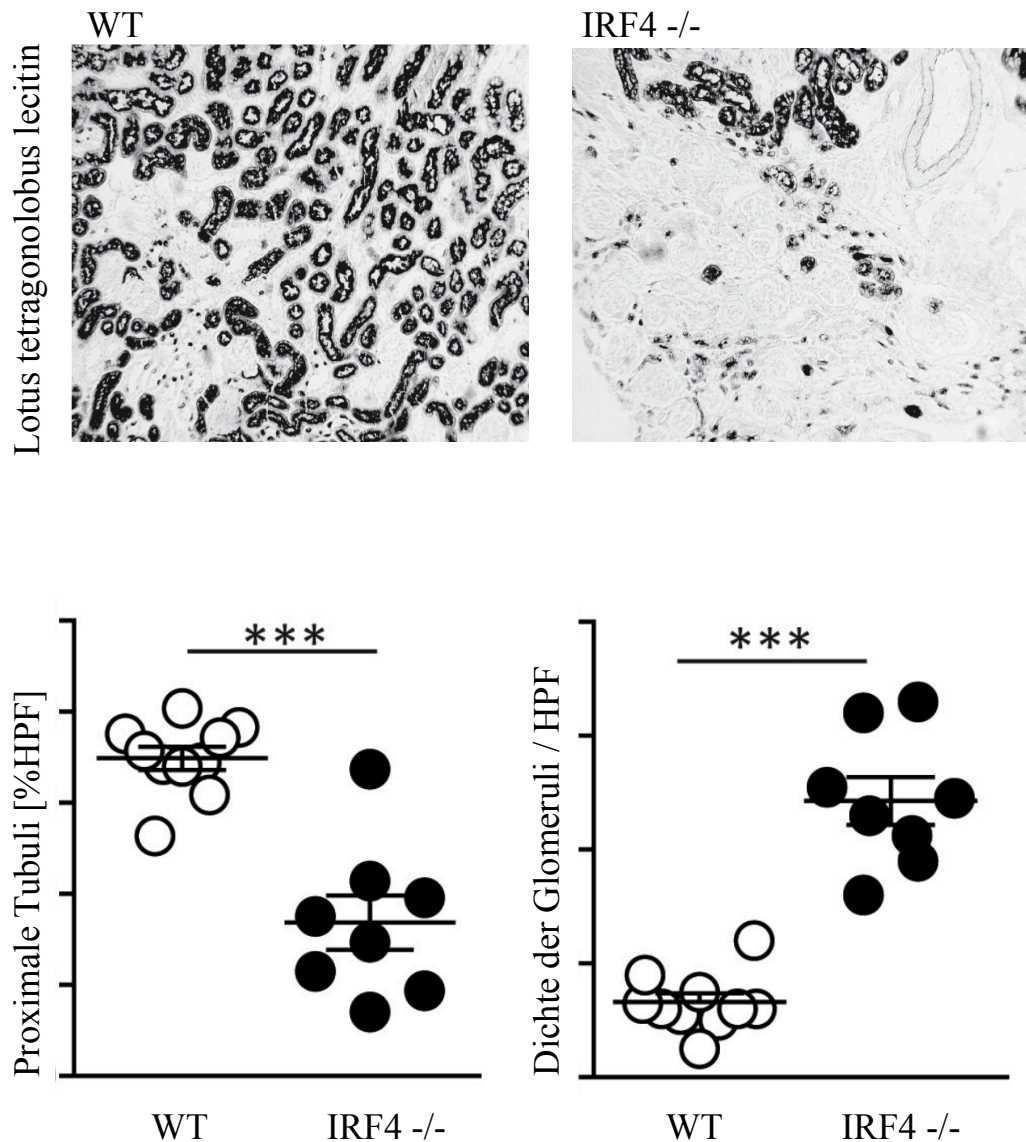 WT
IRF4 -/-
Lotus tetragonolobus lecitin
***
***
Proximale Tubuli [%HPF]
Dichte der Glomeruli / HPF
WT
IRF4 -/-
WT
IRF4 -/-